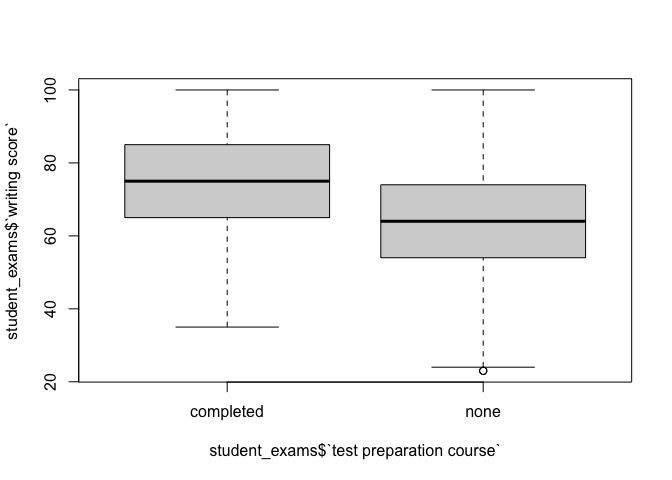 student_exams$`writing score`
100
80
60
40
20
completed none
student_exams$`test preparation course`